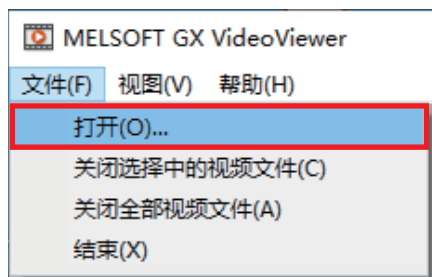 MELSOFT GX VideoViewer
文件(F) 视图(V) 帮助(H)
打开(O)...
关闭选择中的视频文件(C)
关闭全部视频文件(A)
结束(X)